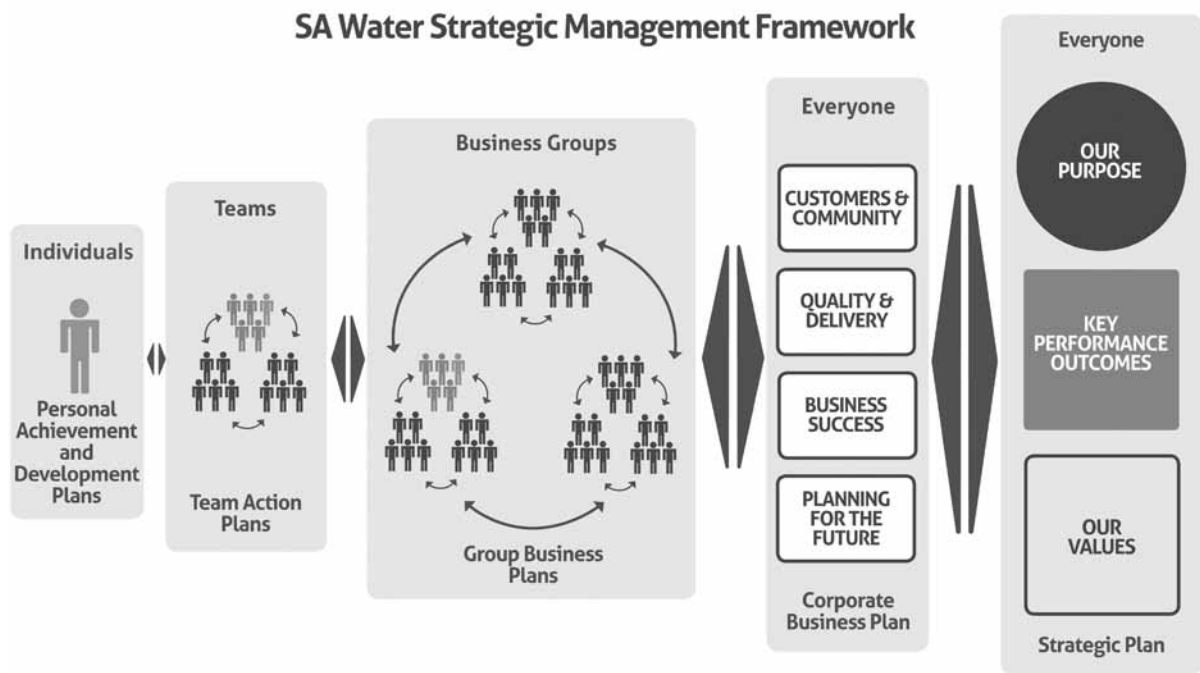 SA Water Strategic Management Framework
Individuals
Personal
Achievement
and
Development
Plans
Teams
Team Action
Plans
Business Groups
Group Business
Plans
Everyone
CUSTOMERS &
COMMUNITY
QUALITY &
DELIVERY
BUSINESS
SUCCESS
PLANNING
FOR THE
FUTURE
Corporate
Business Plan
Everyone
OUR
PURPOSE
KEY
PERFORMANCE
OUTCOMES
OUR
VALUES
Strategic Plan